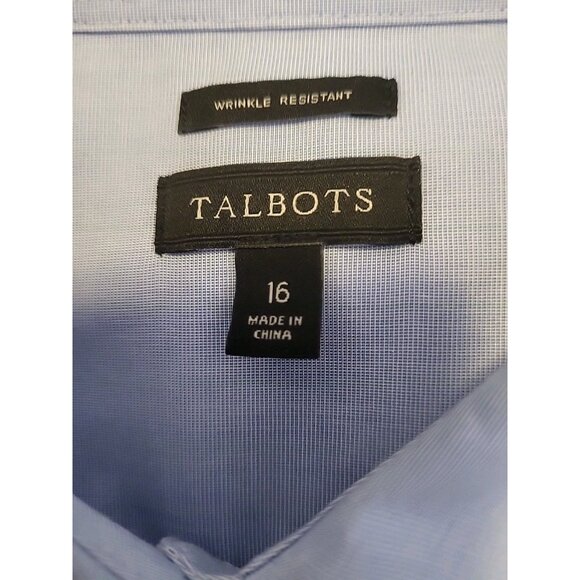 WRINKLE RESISTANT
TALBOTS
16
MADE IN
CHINA